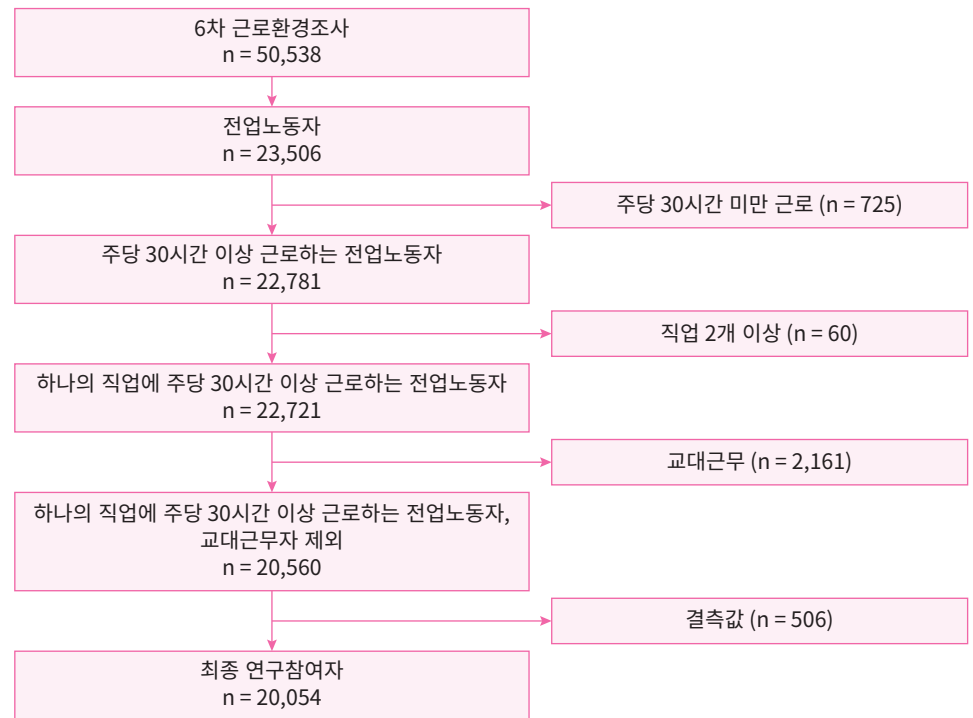 6차 근로환경조사
n = 50,538
전업노동자
n = 23,506
주당 30시간 미만 근로 (n = 725)
주당 30시간 이상 근로하는 전업노동자
n = 22,781
직업 2개 이상 (n = 60)
하나의 직업에 주당 30시간 이상 근로하는 전업노동자
n = 22,721
교대근무 (n = 2,161)
하나의 직업에 주당 30시간 이상 근로하는 전업노동자,
교대근무자 제외
n = 20,560
결측값 (n = 506)
최종 연구참여자
n = 20,054